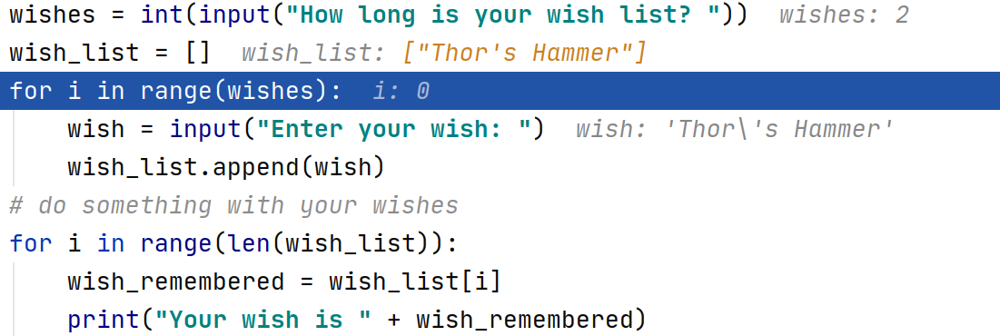 wishes = int(input("How long is your wish list? "))  wishes: 2
wish_list = []  wish_list: ["Thor's Hammer"]
for i in range(wishes):  i: 0
    wish = input("Enter your wish: ")  wish: 'Thor\'s Hammer'
    wish_list.append(wish)
# do something with your wishes
for i in range(len(wish_list)):
    wish_remembered = wish_list[i]
    print("Your wish is " + wish_remembered)